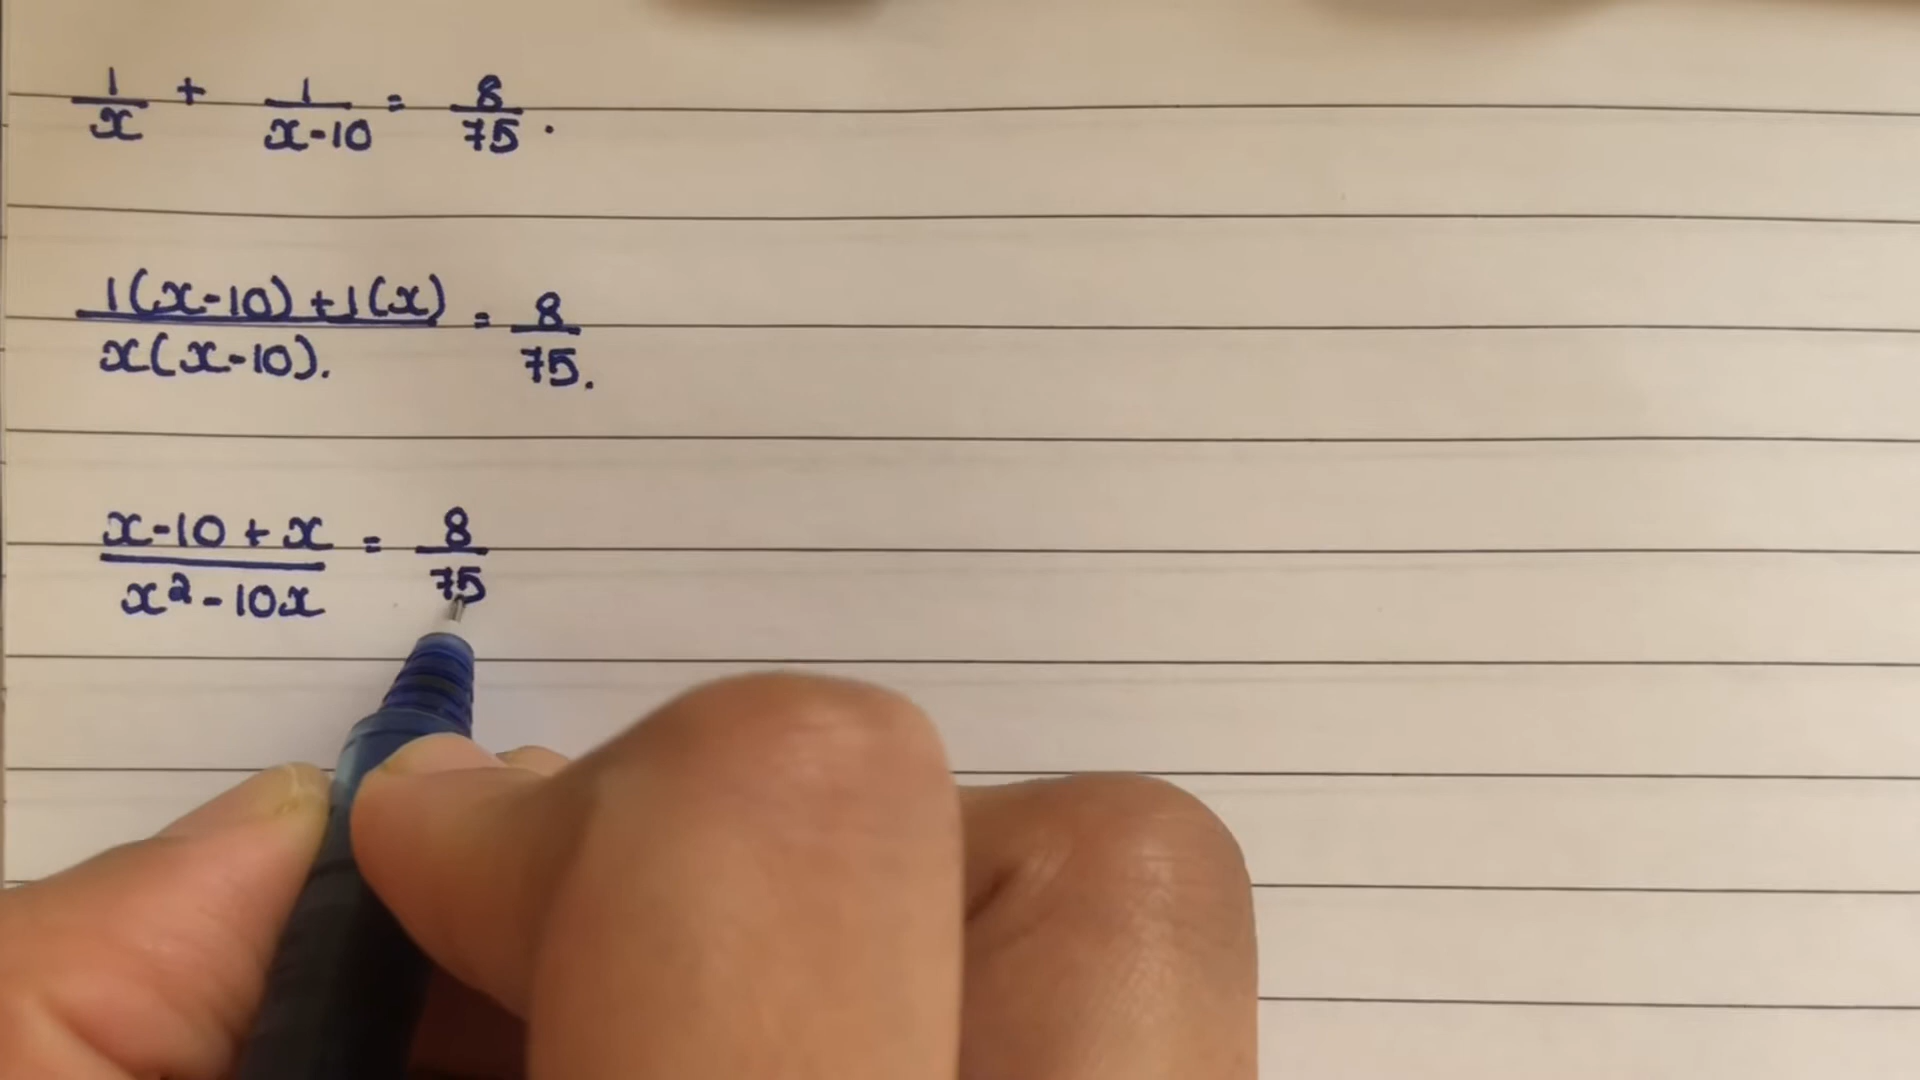 1/x + 1/(x-10) = 8/75.
(1(x-10)+1(x))/(x(x-10).) = 8/75.
(x-10+x)/(x²-10x) = 8/75